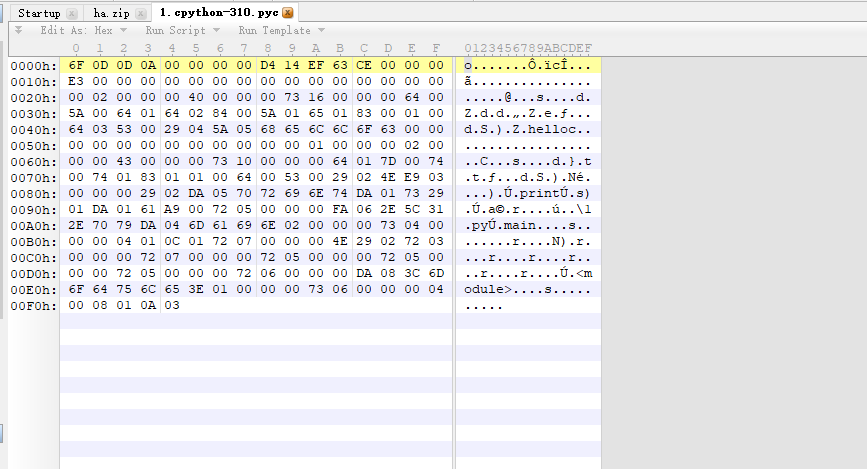 Startup ha.zip 1.cpython-310.pyc
Edit As: Hex Run Script Run Template
0 1 2 3 4 5 6 7 8 9 A B C D E F 0123456789ABCDEF
0000h: 6F 0D 0D 0A 00 00 00 00 D4 14 EF 63 CE 00 00 00 o.......Ô.ïcÎ...
0010h: E3 00 00 00 00 00 00 00 00 00 00 00 00 00 00 00 ã...............
0020h: 00 02 00 00 00 40 00 00 00 73 16 00 00 00 64 00 .....@...s....d.
0030h: 5A 00 64 01 64 02 84 00 5A 01 65 01 83 00 01 00 Z.d.d.„.Z.e.ƒ...
0040h: 64 03 53 00 29 04 5A 05 68 65 6C 6C 6F 63 00 00 d.S.).Z.helloc..
0050h: 00 00 00 00 00 00 00 00 00 00 01 00 00 00 02 00 ................
0060h: 00 00 43 00 00 00 73 10 00 00 00 64 01 7D 00 74 ..C...s....d.}.t
0070h: 00 74 01 83 01 01 00 64 00 53 00 29 02 4E E9 03 .t.ƒ...d.S.).Né.
0080h: 00 00 00 29 02 DA 05 70 72 69 6E 74 DA 01 73 29 ...).Ú.printÚ.s)
0090h: 01 DA 01 61 A9 00 72 05 00 00 00 FA 06 2E 5C 31 .Ú.a©.r....ú..\1
00A0h: 2E 70 79 DA 04 6D 61 69 6E 02 00 00 00 73 04 00 .pyÚ.main....s..
00B0h: 00 00 04 01 0C 01 72 07 00 00 00 4E 29 02 72 03 ......r....N).r.
00C0h: 00 00 00 72 07 00 00 00 72 05 00 00 00 72 05 00 ...r....r....r..
00D0h: 00 00 72 05 00 00 00 72 06 00 00 00 DA 08 3C 6D ..r....r....Ú.<m
00E0h: 6F 64 75 6C 65 3E 01 00 00 00 73 06 00 00 00 04 odule>....s.....
00F0h: 00 08 01 0A 03 .....